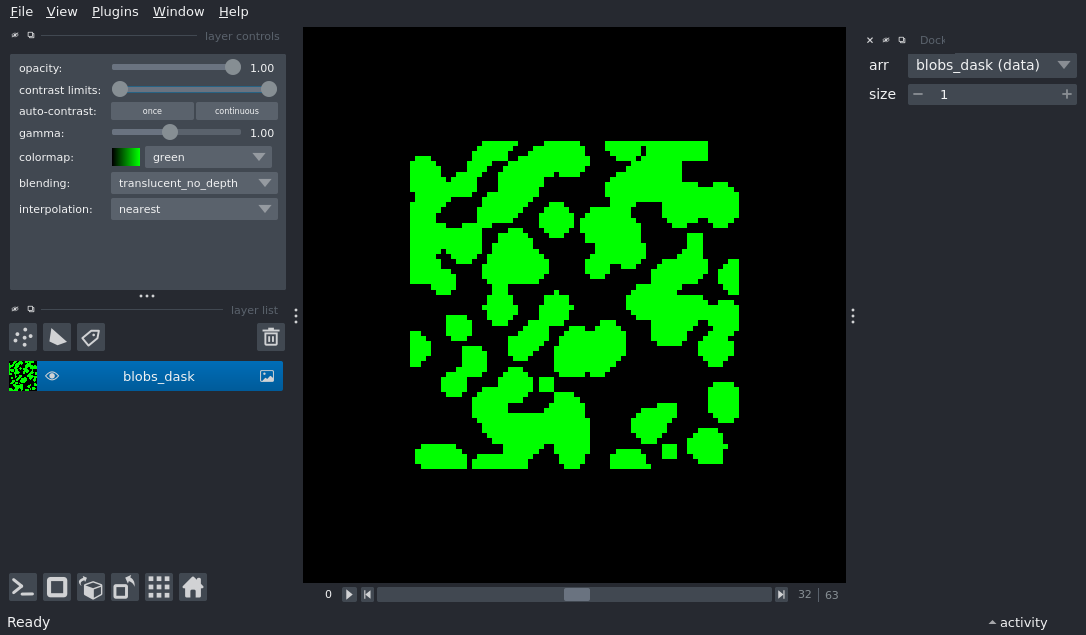 File View Plugins Window Help
layer controls
opacity: 1.00
contrast limits:
auto-contrast: once continuous
gamma: 1.00
colormap: green
blending: translucent_no_depth
interpolation: nearest
layer list
blobs_dask
0 32 63
Ready
Dock
arr blobs_dask (data)
size 1
activity